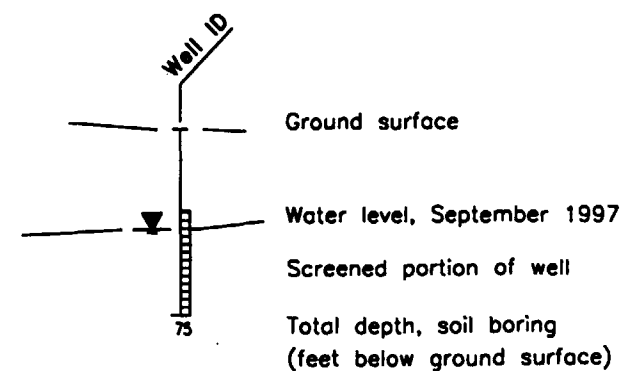 Well ID
Ground surface
Water level, September 1997
Screened portion of well
75
Total depth, soil boring
(feet below ground surface)